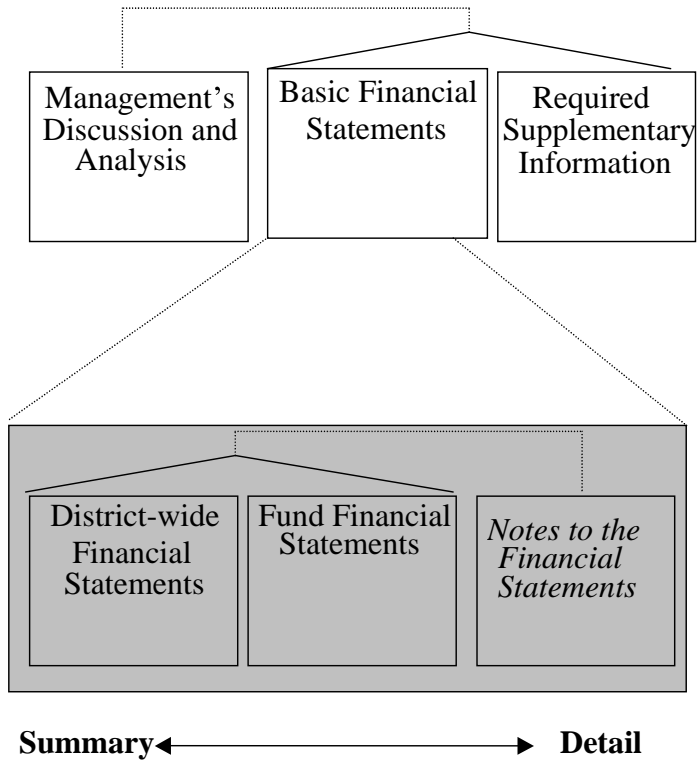 Management's
Discussion and
Analysis
Basic Financial
Statements
Required
Supplementary
Information
District-wide
Financial
Statements
Fund Financial
Statements
Notes to the
Financial
Statements
Summary
Detail